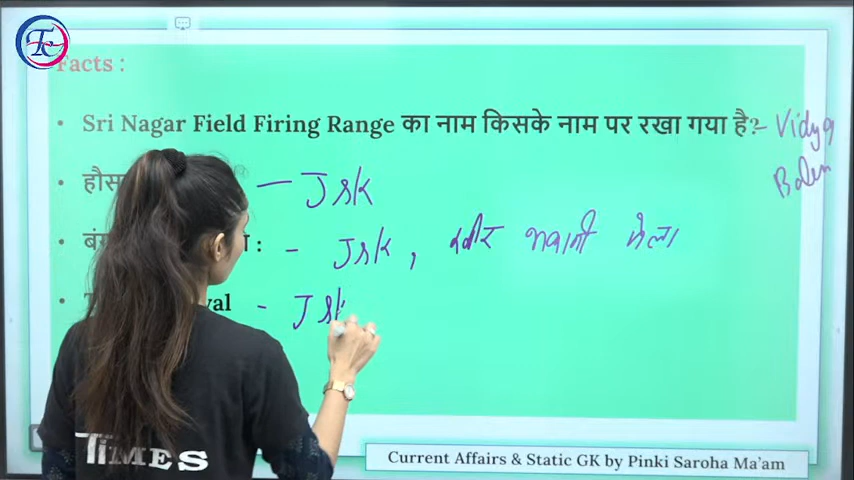 Facts :
• Sri Nagar Field Firing Range का नाम किसके नाम पर रखा गया है?- Vidya Balan
• - J&K
: - J&K, खीर भवानी मेला
• - J&K
TIMES
Current Affairs & Static GK by Pinki Saroha Ma'am